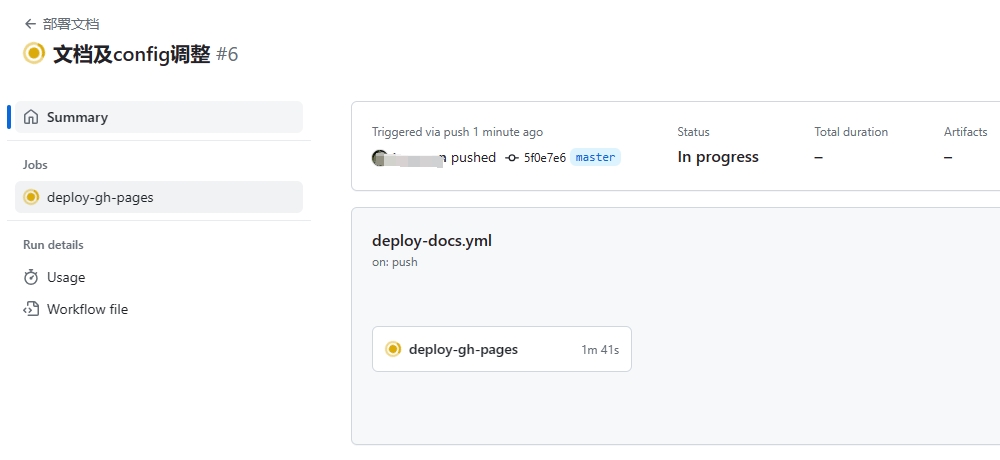 ← 部署文档
文档及config调整 #6
Summary
Jobs
deploy-gh-pages
Run details
Usage
Workflow file
Triggered via push 1 minute ago
pushed 5f0e7e6 master
Status
In progress
Total duration
–
Artifacts
–
deploy-docs.yml
on: push
deploy-gh-pages 1m 41s